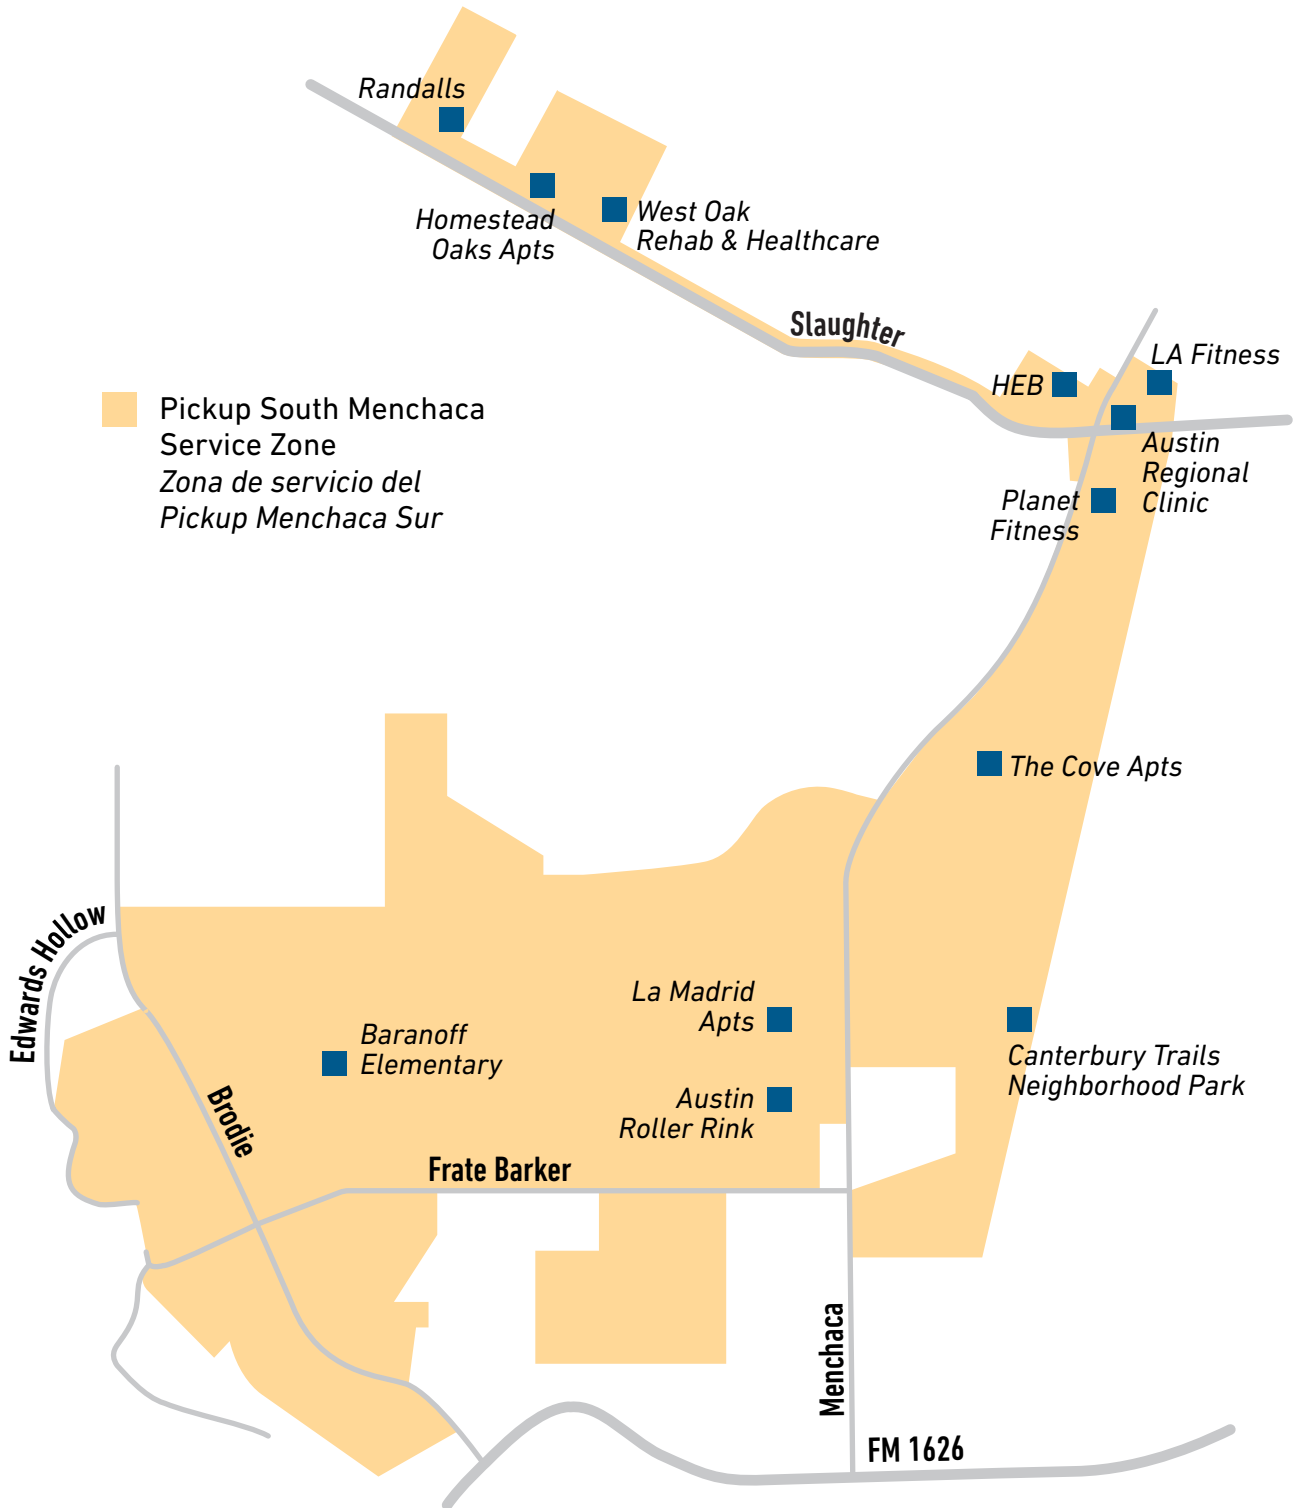 Randalls
Homestead
Oaks Apts
West Oak
Rehab & Healthcare
Slaughter
LA Fitness
HEB
Pickup South Menchaca
Service Zone
Zona de servicio del
Pickup Menchaca Sur
Austin
Regional
Clinic
Planet
Fitness
The Cove Apts
Edwards Hollow
La Madrid
Apts
Baranoff
Elementary
Canterbury Trails
Neighborhood Park
Austin
Roller Rink
Brodie
Frate Barker
Menchaca
FM 1626